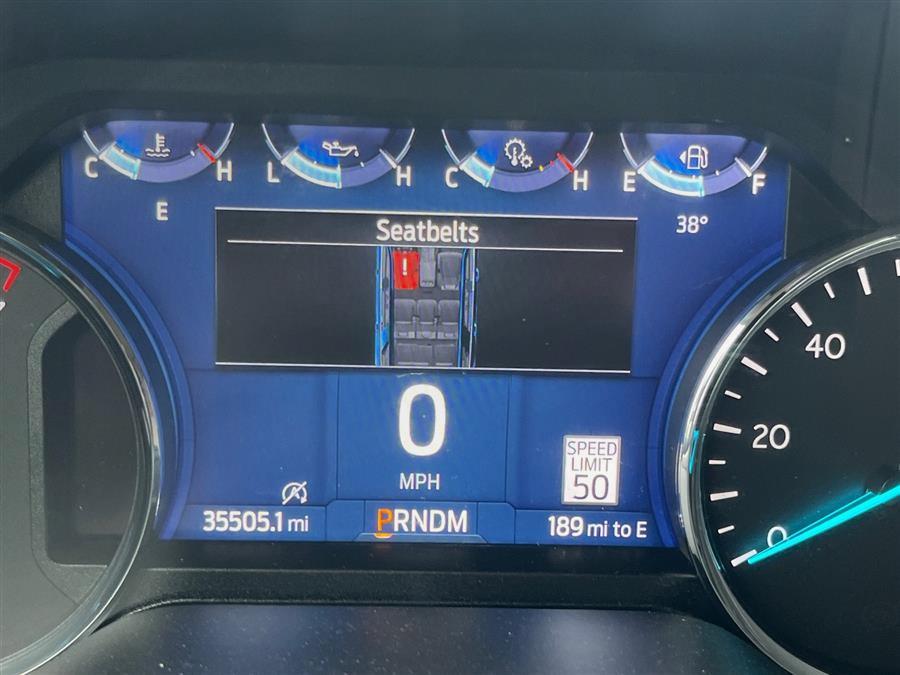 C H L H C H E F
E 38°
Seatbelts
!
0
MPH
SPEED
LIMIT
50
35505.1 mi PRNDM 189 mi to E
40
20
0